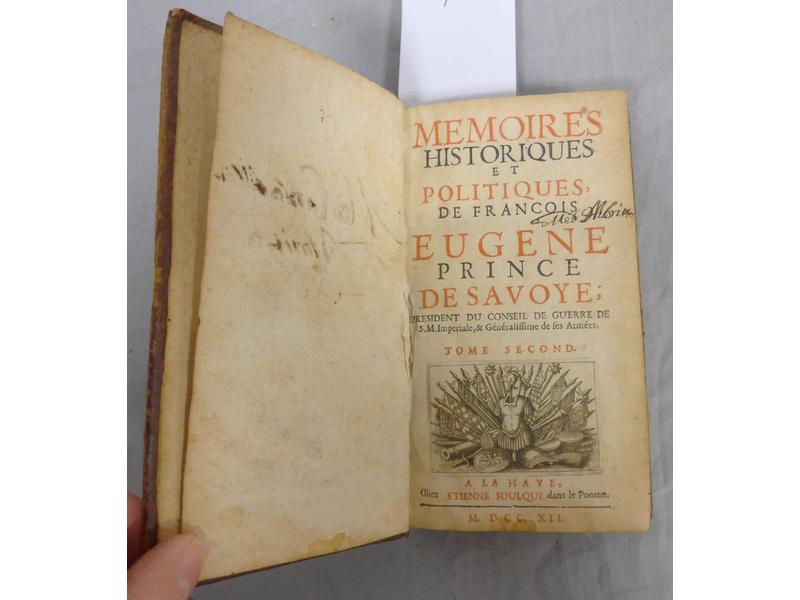 MEMOIRES
HISTORIQUES
ET
POLITIQUES,
DE FRANCOIS
EUGENE
PRINCE
DE SAVOYE,
PRESIDENT DU CONSEIL DE GUERRE DE
S. M. Imperiale, & Généralissime de ses Armées.
TOME SECOND.
A LA HAYE,
Chez ETIENNE FOULQUE, dans le Pooten.
M. DCC. XII.